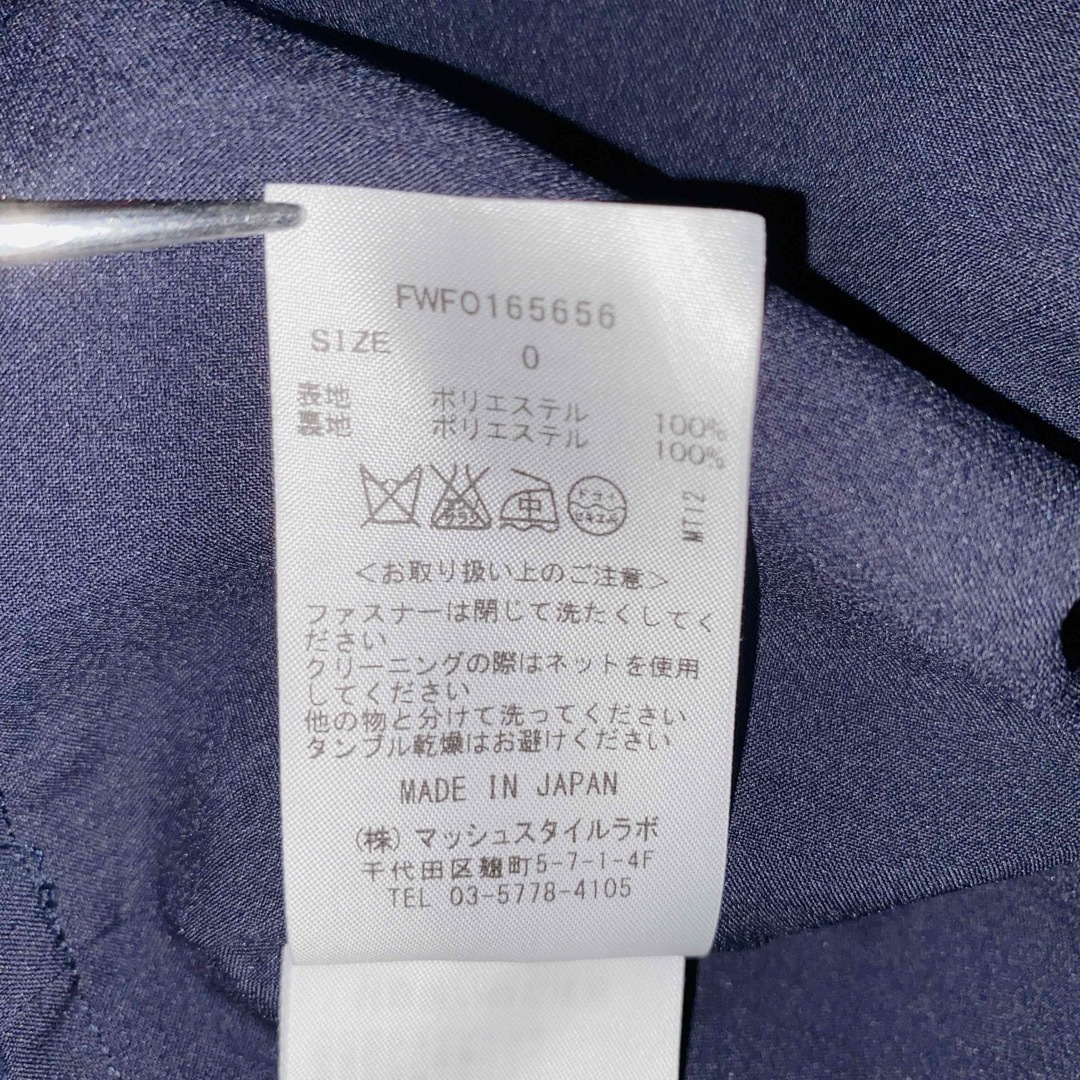 FWFO165656
SIZE 0
表地 ポリエステル 100%
裏地 ポリエステル 100%
中
MT12
<お取り扱い上のご注意>
ファスナーは閉じて洗たくしてく
ださい
クリーニングの際はネットを使用
してください
他の物と分けて洗ってください
タンブル乾燥はお避けください
MADE IN JAPAN
(株)マッシュスタイルラボ
千代田区麹町5-7-1-4F
TEL 03-5778-4105